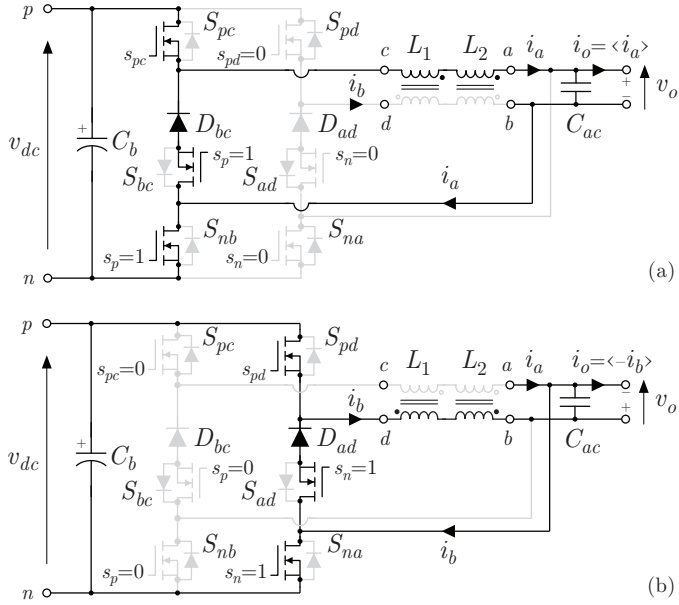 p
S_pc
S_pd
s_pc
s_pd=0
c
L_1
L_2
a
i_a
i_o=<i_a>
+
v_o
−
i_b
d
b
C_ac
v_dc
+
C_b
D_bc
D_ad
s_p=1
s_n=0
S_bc
S_ad
i_a
S_nb
S_na
s_p=1
s_n=0
n
(a)
p
S_pc
S_pd
s_pc=0
s_pd
c
L_1
L_2
a
i_a
i_o=<−i_b>
−
v_o
+
i_b
d
b
C_ac
v_dc
+
C_b
D_bc
D_ad
s_p=0
s_n=1
S_bc
S_ad
i_b
S_nb
S_na
s_p=0
s_n=1
n
(b)